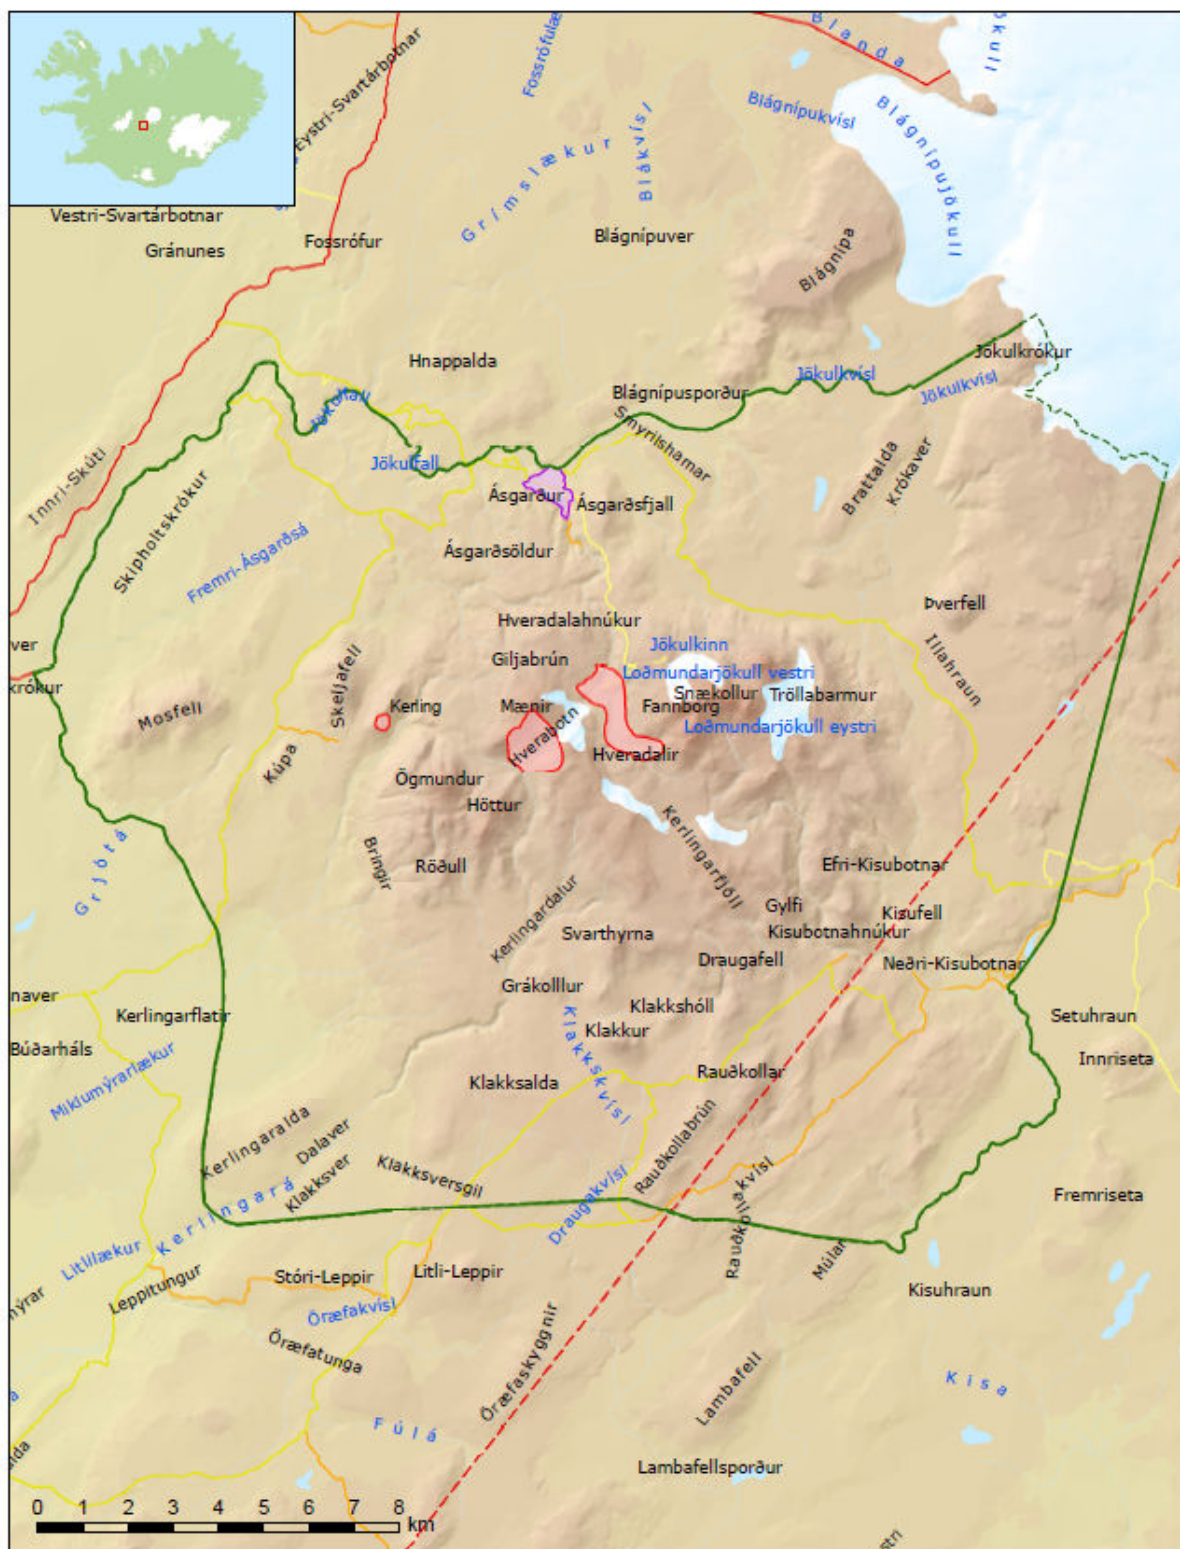 Blanda
Fossrófulæ
Eystri-Svartárbotnar
Blágnípukvísl
Blágnípujökull
Blákvísl
Grímslækur
Vestri-Svartárbotnar
Gránunes
Fossrófur
Blágnípuver
Blágnípa
Hnappalda
Jökulkrókur
Jökulkvísl
Jökulkvísl
Blágnípusporður
Jökulfall
Smyrilshamar
Jökulfall
Innri-Skúti
Skipholtskrókur
Brattalda
Krókaver
Ásgarður
Ásgarðsfjall
Fremri-Ásgarðsá
Ásgarðsöldur
Þverfell
Hveradalahnúkur
ver
Jökulkinn
Illahraun
Giljabrún
Loðmundarjökull vestri
krókur
Skeljafell
Snækollur
Tröllabarmur
Mosfell
Kerling
Mænir
Fannborg
Hverabotn
Loðmundarjökull eystri
Kúpa
Hveradalir
Ögmundur
Höttur
Grjótá
Bringir
Röðull
Kerlingarfjöll
Efri-Kisubotnar
Kerlingardalur
Gylfi
Kisufell
Svarthyrna
Kisubotnahnúkur
Draugafell
Neðri-Kisubotnar
Grákolllur
naver
Kerlingarflatir
Klakkshóll
Setuhraun
Klakkur
Búðarháls
Innriseta
Klakkskvísl
Miklumýrarlækur
Klakksalda
Rauðkollar
Kerlingaralda
Dalaver
Klakksver
Klakksversgil
Rauðkollabrún
Kerlingará
Draugakvísl
Fremriseta
Litlilækur
Múlar
Leppitungur
Stóri-Leppir
Litli-Leppir
Kisuhraun
mýrar
Öræfakvísl
Öræfatunga
Öræfaskyggnir
Lambafell
Kisa
Fúlá
Lambafellsporður
0 1 2 3 4 5 6 7 8
km